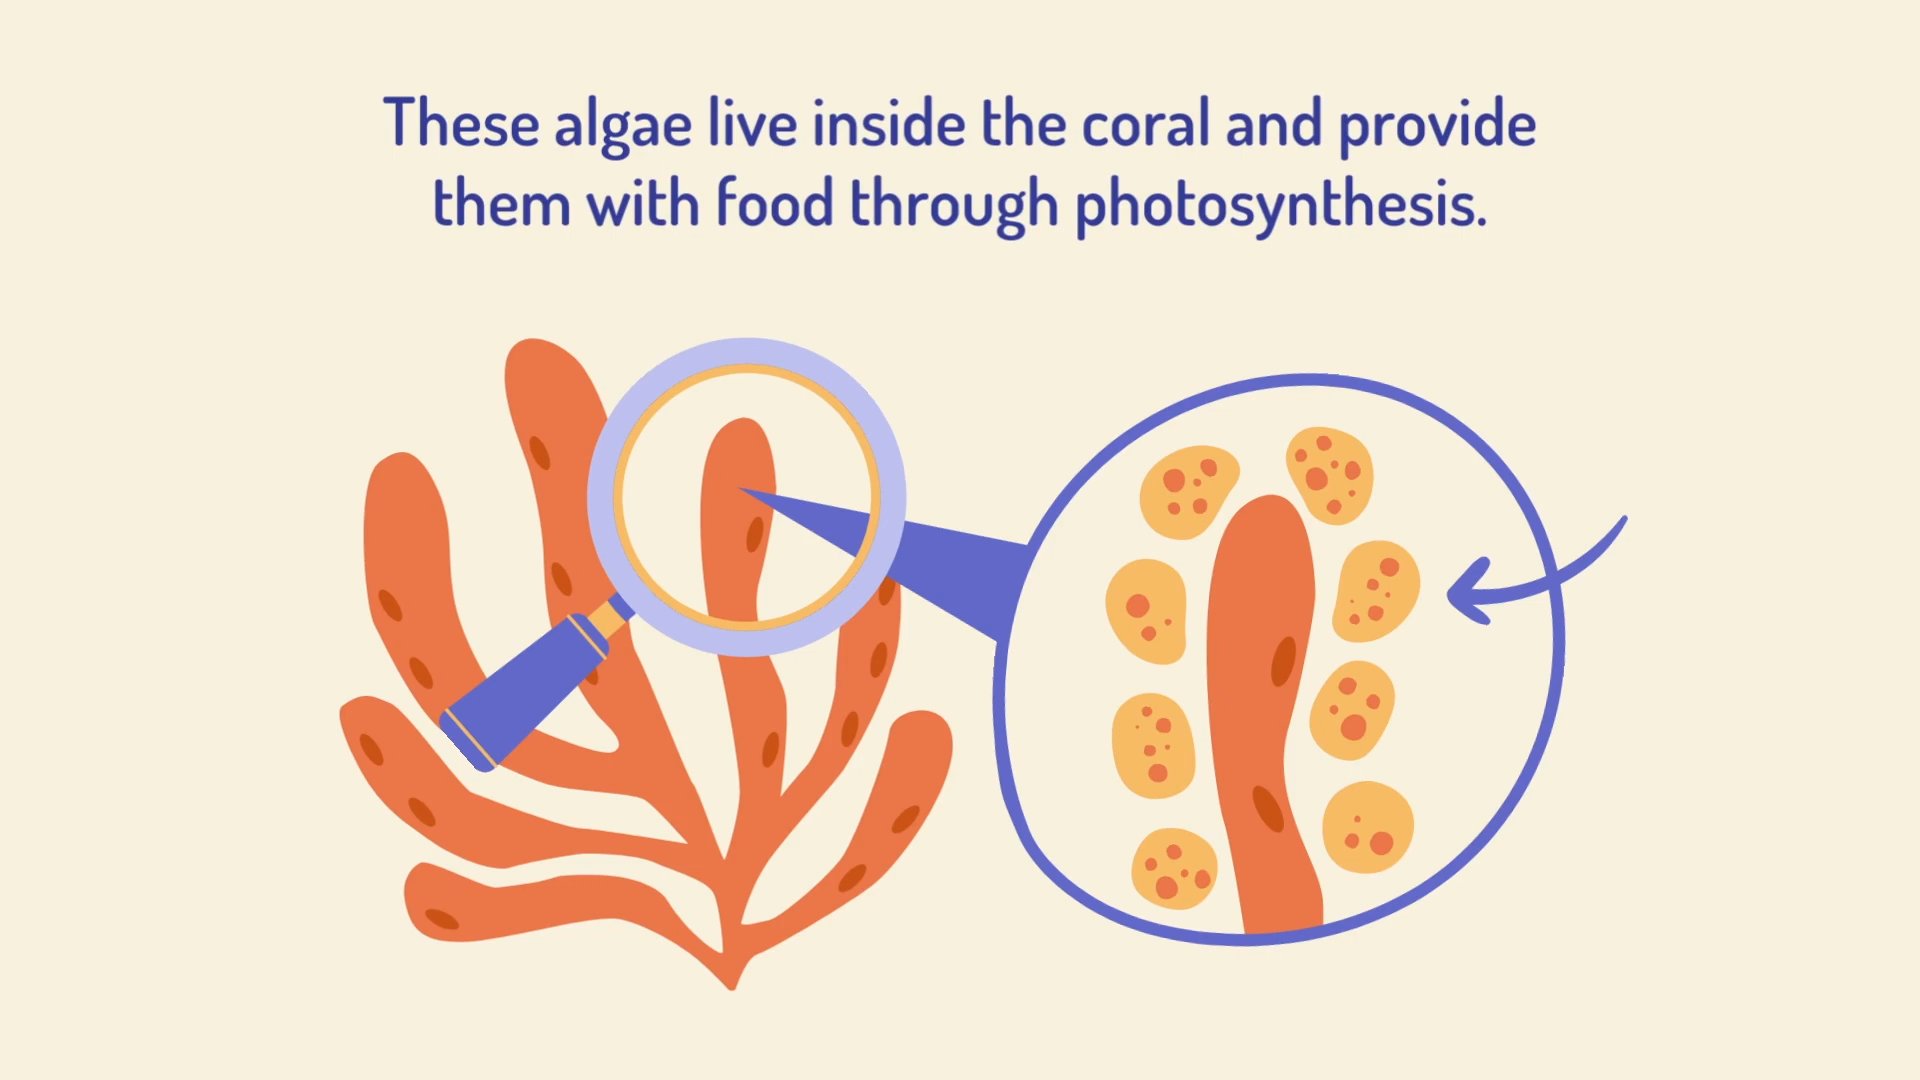 These algae live inside the coral and provide
them with food through photosynthesis.